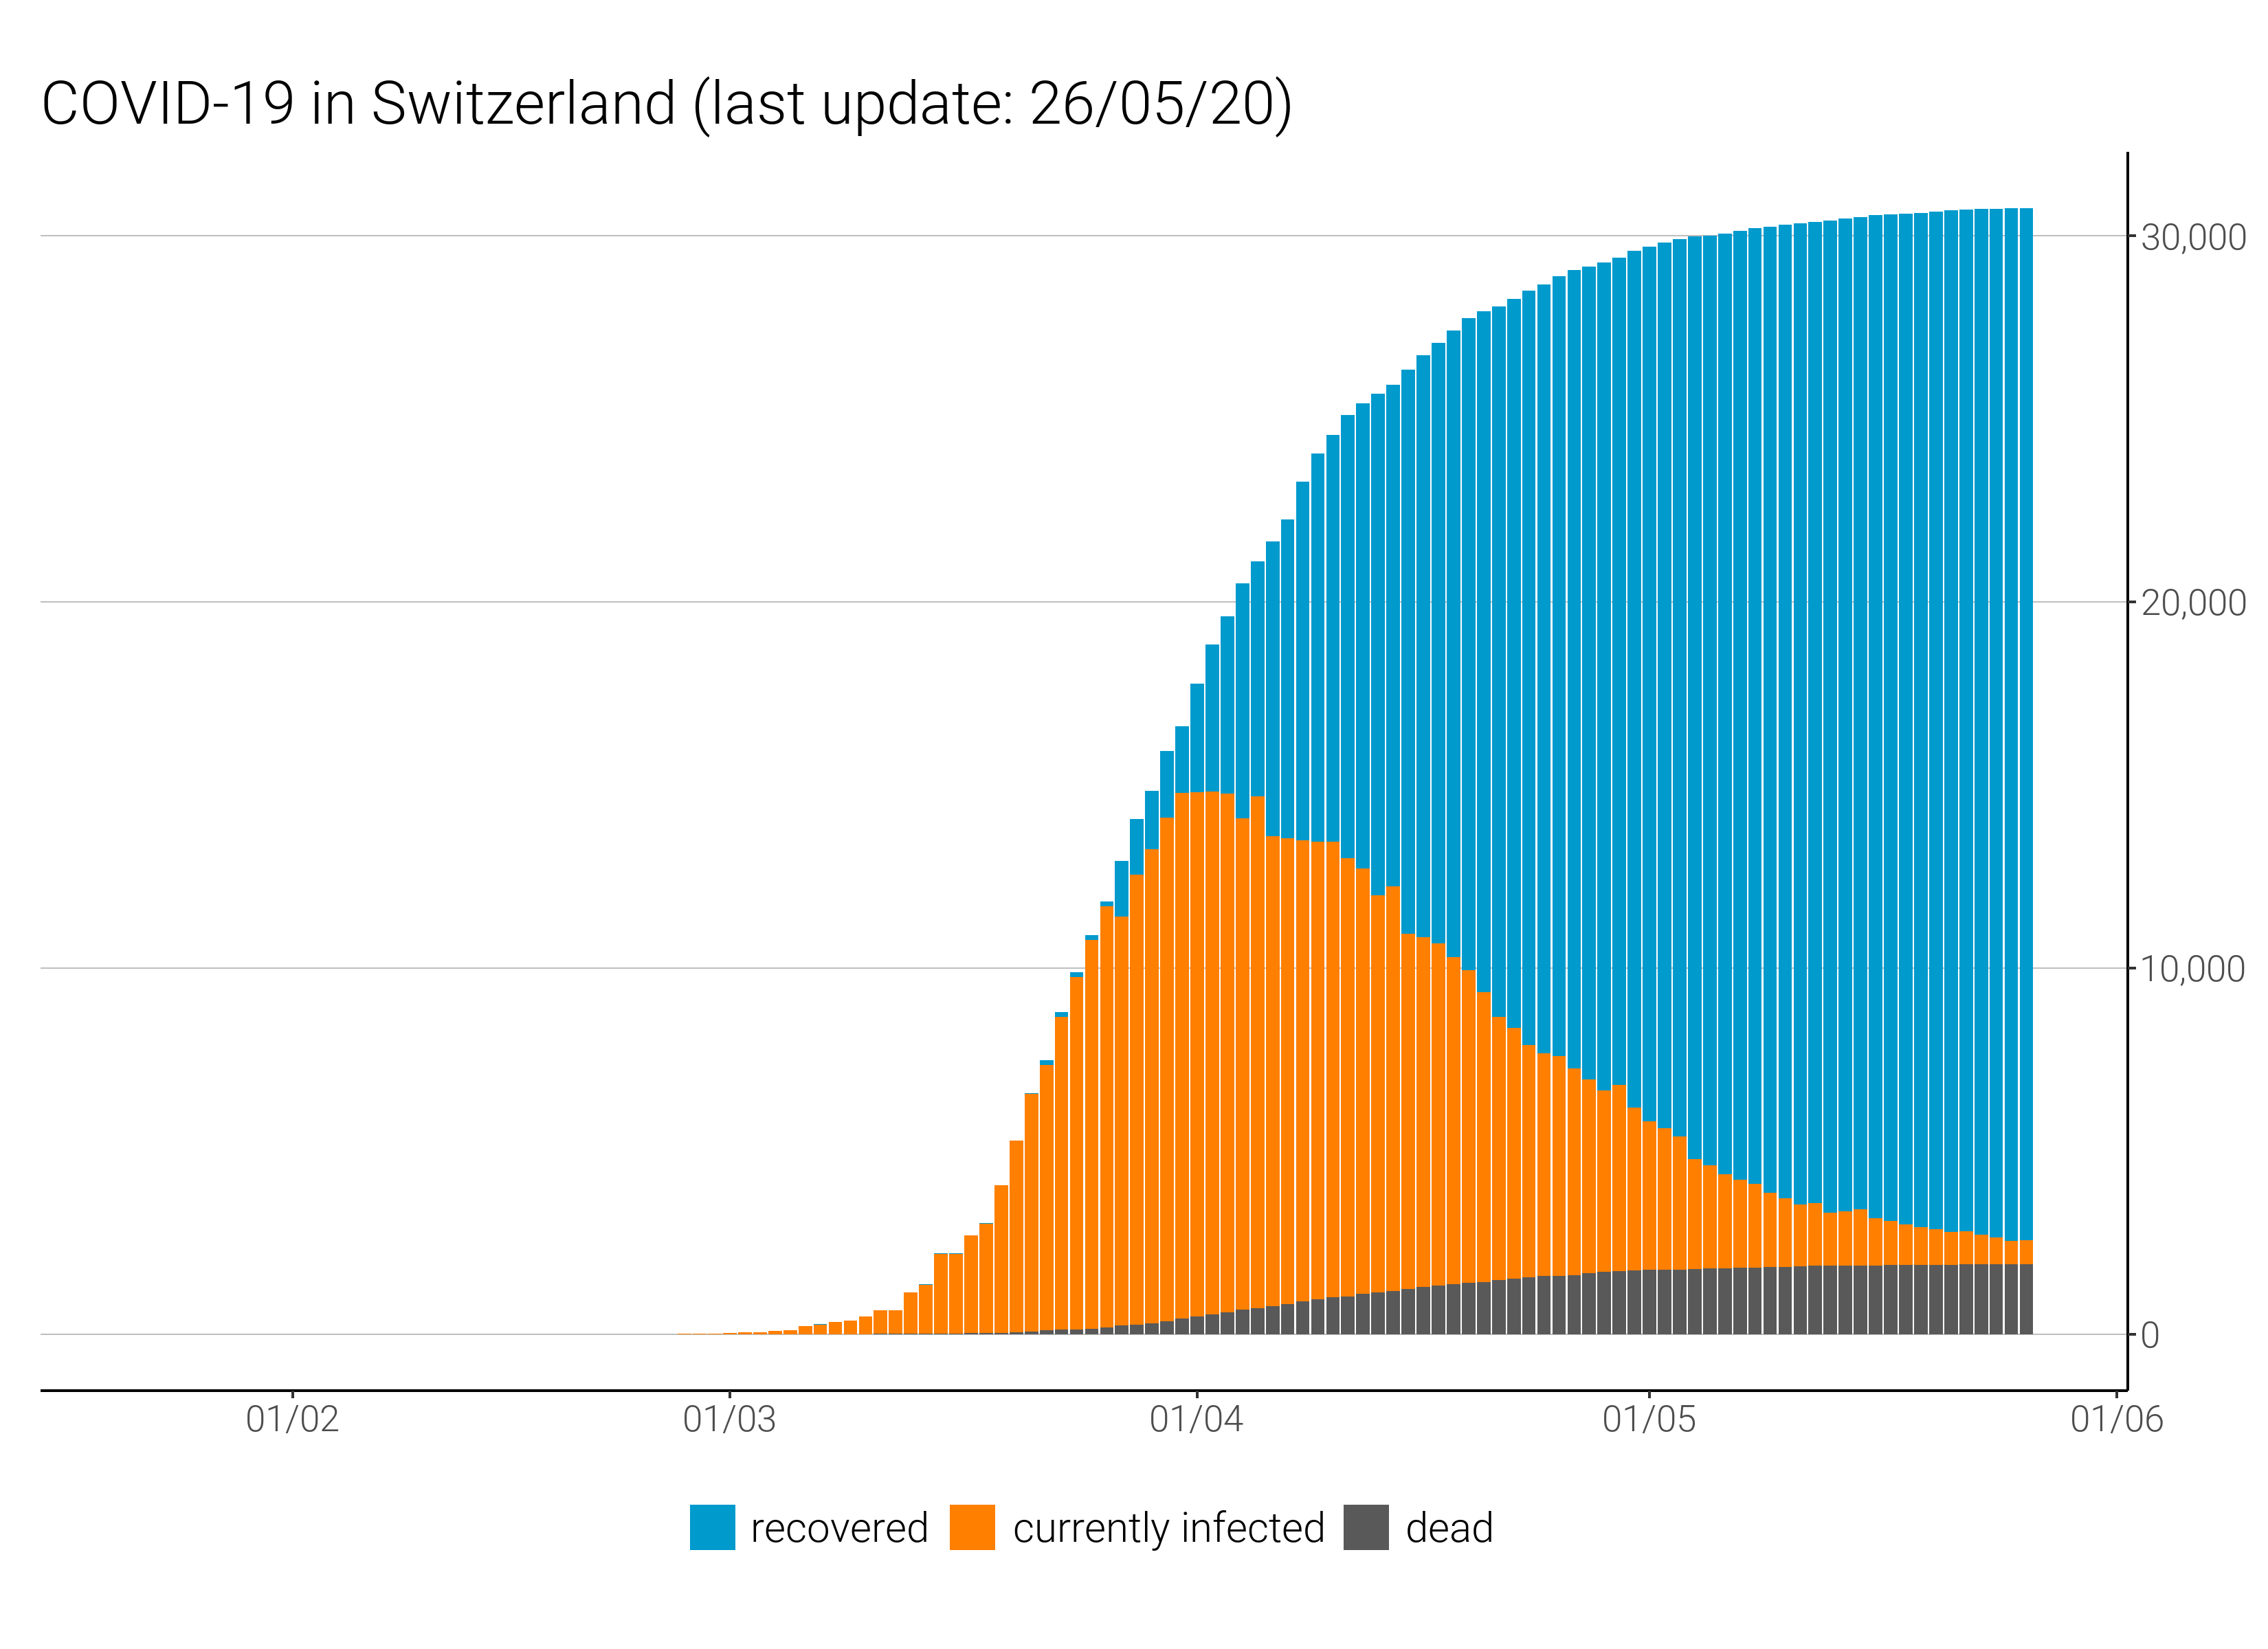 COVID-19 in Switzerland (last update: 26/05/20)
30,000
20,000
10,000
0
01/02 01/03 01/04 01/05 01/06
recovered currently infected dead